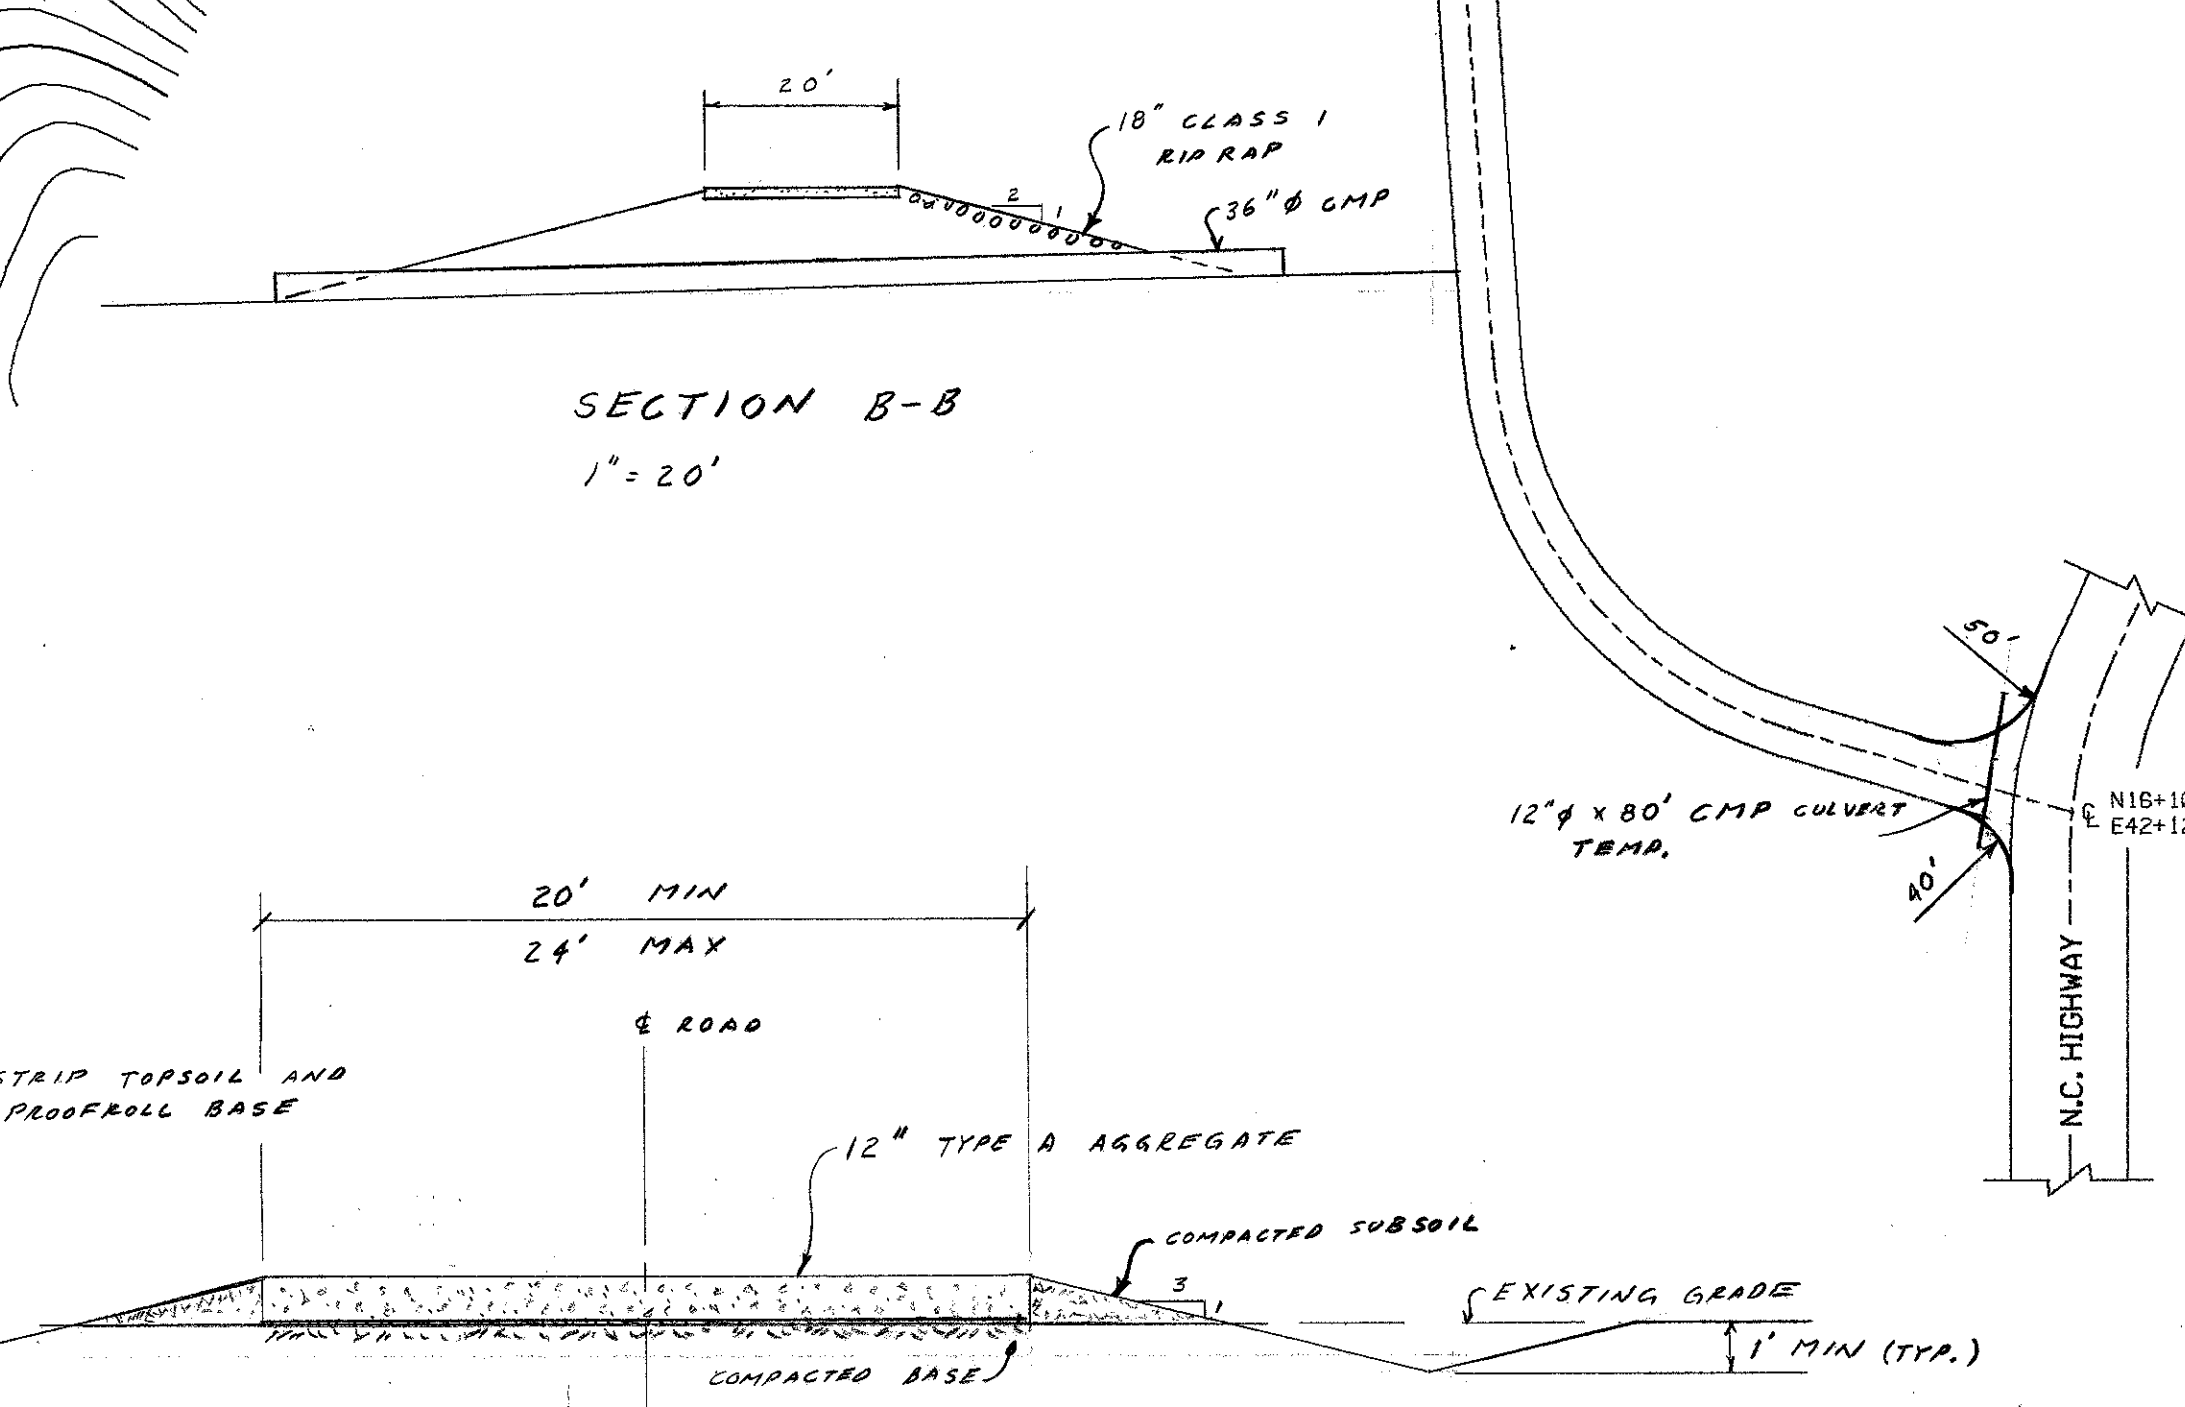 20'
18" CLASS 1
RIP RAP
2
1
36"ϕ CMP
SECTION B-B
1" = 20'
50'
12"ϕ x 80' CMP CULVERT
TEMP.
40'
℄
N.C. HIGHWAY
20' MIN
24' MAX
℄ ROAD
STRIP TOPSOIL AND
PROOFROLL BASE
12" TYPE A AGGREGATE
COMPACTED SUBSOIL
3
1
EXISTING GRADE
1' MIN (TYP.)
COMPACTED BASE